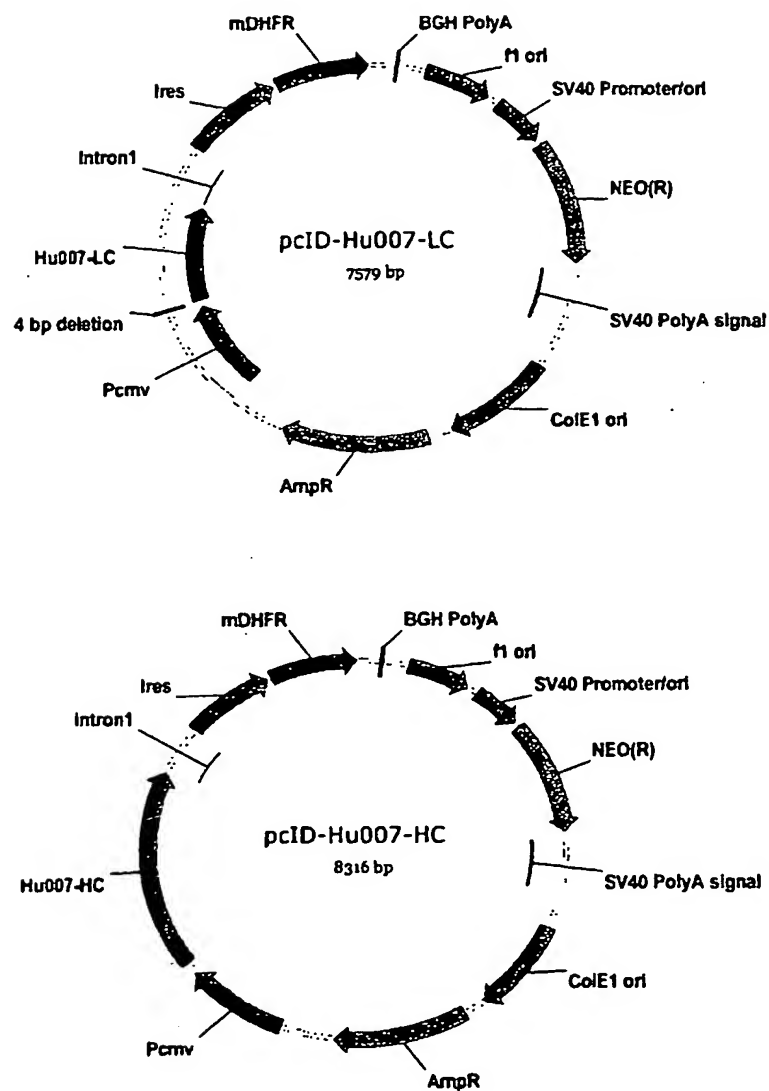 mDHFR
BGH PolyA
f1 ori
SV40 Promoter/ori
Ires
Intron1
NEO(R)
pcID-Hu007-LC
7579 bp
Hu007-LC
4 bp deletion
SV40 PolyA signal
Pcmv
ColE1 ori
AmpR
mDHFR
BGH PolyA
f1 ori
Ires
SV40 Promoter/ori
Intron1
NEO(R)
pcID-Hu007-HC
8316 bp
Hu007-HC
SV40 PolyA signal
ColE1 ori
Pcmv
AmpR